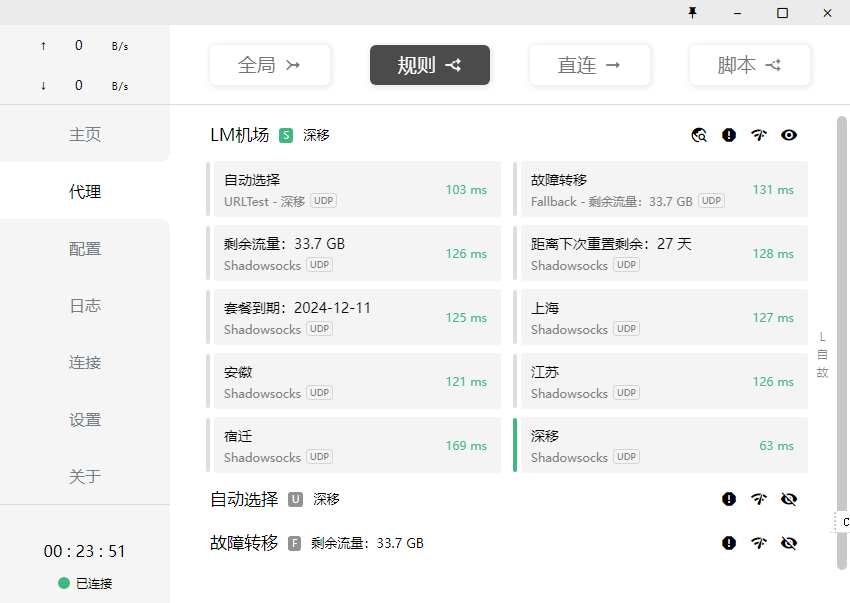 ↑ 0 B/s
↓ 0 B/s
主页
代理
配置
日志
连接
设置
关于
00 : 23 : 51
已连接
全局
规则
直连
脚本
LM机场 S 深移
自动选择
URLTest - 深移 UDP
103 ms
故障转移
Fallback - 剩余流量：33.7 GB UDP
131 ms
剩余流量：33.7 GB
Shadowsocks UDP
126 ms
距离下次重置剩余：27 天
Shadowsocks UDP
128 ms
套餐到期：2024-12-11
Shadowsocks UDP
125 ms
上海
Shadowsocks UDP
127 ms
安徽
Shadowsocks UDP
121 ms
江苏
Shadowsocks UDP
126 ms
宿迁
Shadowsocks UDP
169 ms
深移
Shadowsocks UDP
63 ms
自动选择 U 深移
故障转移 F 剩余流量：33.7 GB
L
自
故